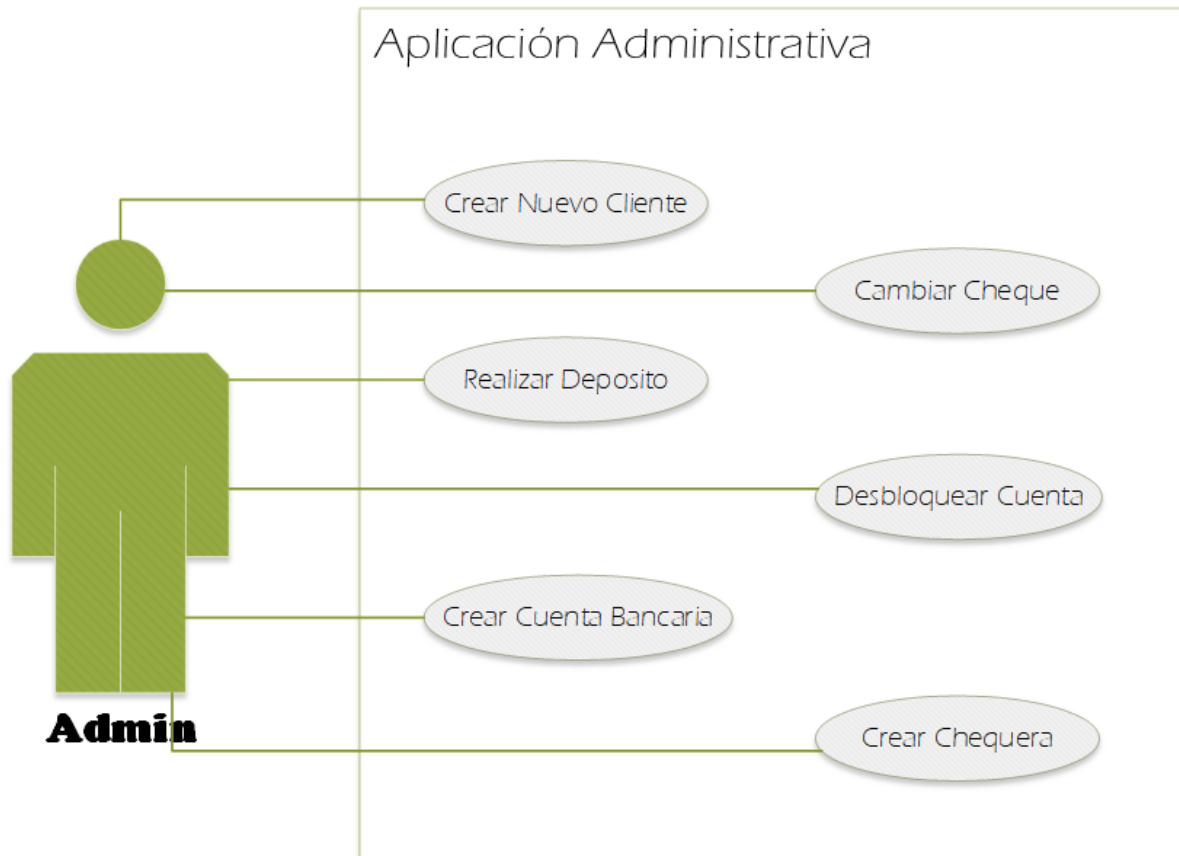 Aplicación Administrativa
Crear Nuevo Cliente
Cambiar Cheque
Realizar Deposito
Desbloquear Cuenta
Crear Cuenta Bancaria
Admin
Crear Chequera